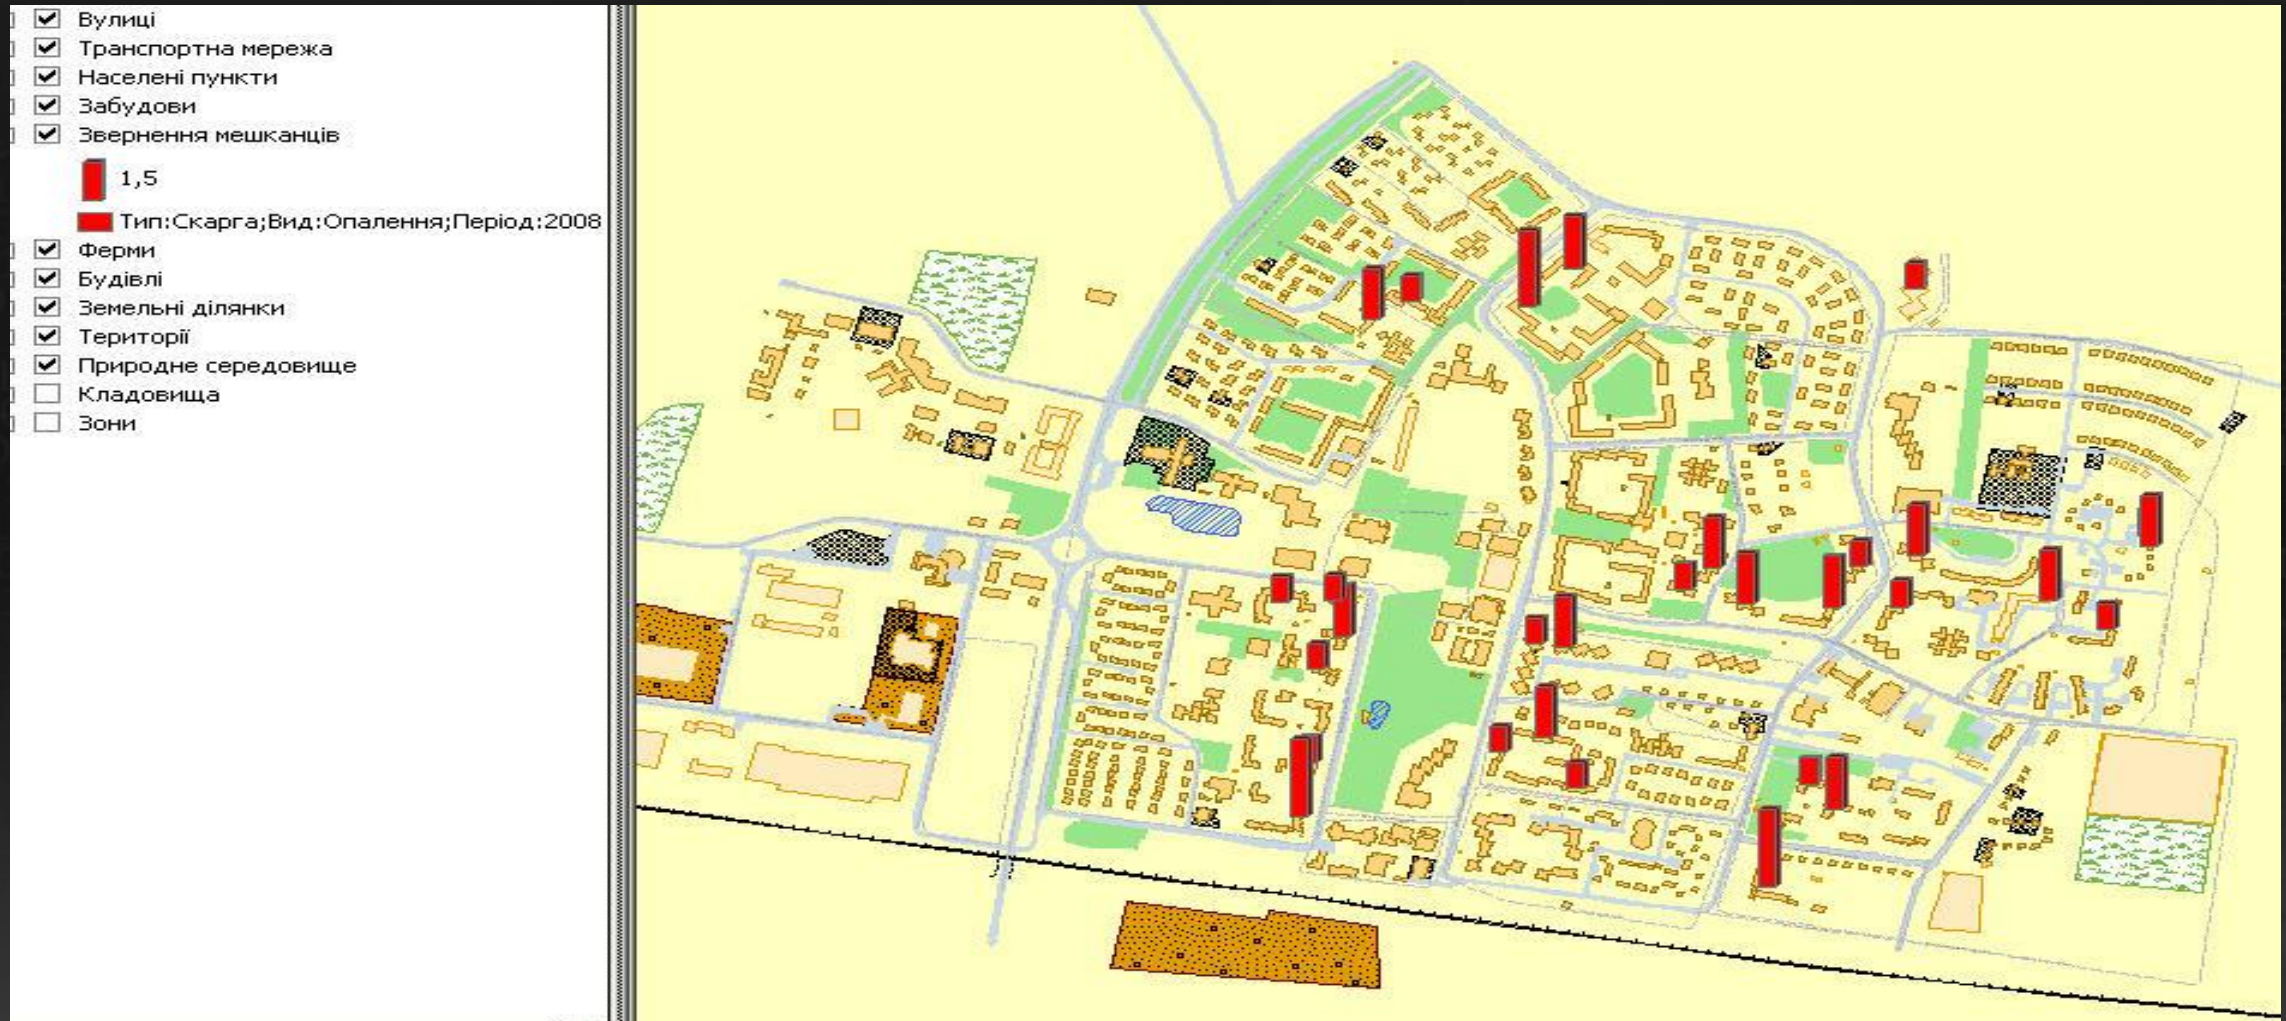 Вулиці
Транспортна мережа
Населені пункти
Забудови
Звернення мешканців
1,5
Тип:Скарга;Вид:Опалення;Період:2008
Ферми
Будівлі
Земельні ділянки
Території
Природне середовище
Кладовища
Зони